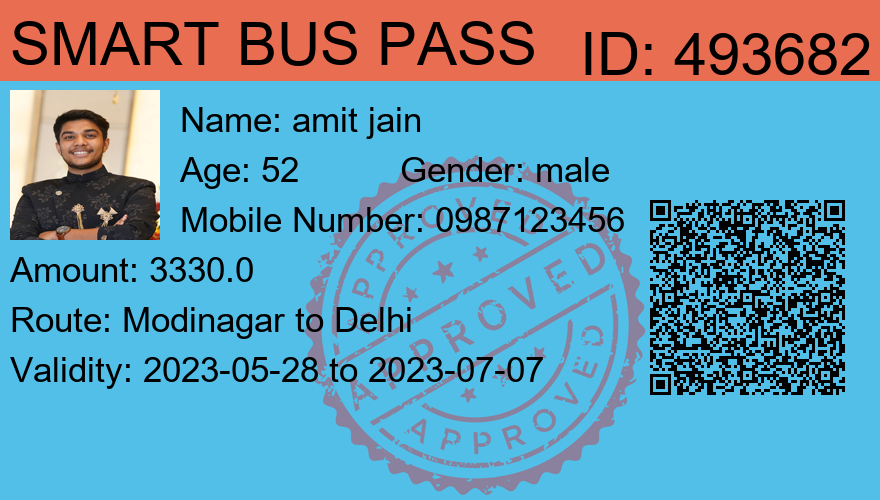 SMART BUS PASS ID: 493682
Name: amit jain
Age: 52 Gender: male
Mobile Number: 0987123456
Amount: 3330.0
Route: Modinagar to Delhi
Validity: 2023-05-28 to 2023-07-07
APPROVED
APPROVED
APPROVED